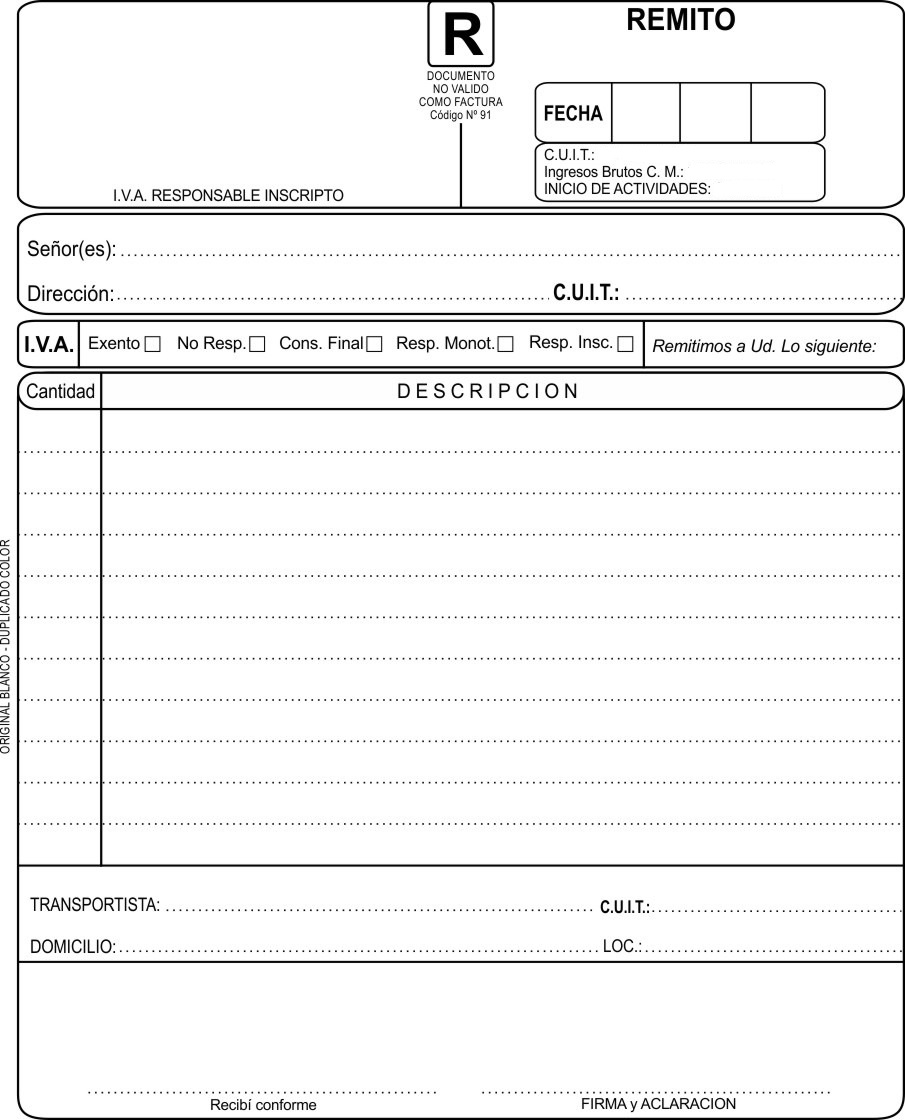 R
REMITO
DOCUMENTO
NO VALIDO
COMO FACTURA
Código Nº 91
FECHA
C.U.I.T.:
Ingresos Brutos C. M.:
INICIO DE ACTIVIDADES:
I.V.A. RESPONSABLE INSCRIPTO
Señor(es):
Dirección: C.U.I.T.:
I.V.A. Exento No Resp. Cons. Final Resp. Monot. Resp. Insc. Remitimos a Ud. Lo siguiente:
Cantidad DESCRIPCION
ORIGINAL BLANCO - DUPLICADO COLOR
TRANSPORTISTA: C.U.I.T.:
DOMICILIO: LOC.:
Recibí conforme FIRMA y ACLARACION